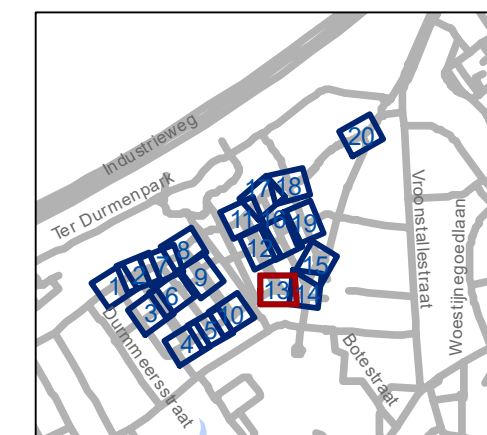 Industrieweg
20
Ter Durmenpark
17 18
11 16 19
8 12
2 7 15
1 9
6 13 14
3 10
5
4
Durmmeersstraat
Botestraat
Vroonstallestraat
Woestijnegoedlaan